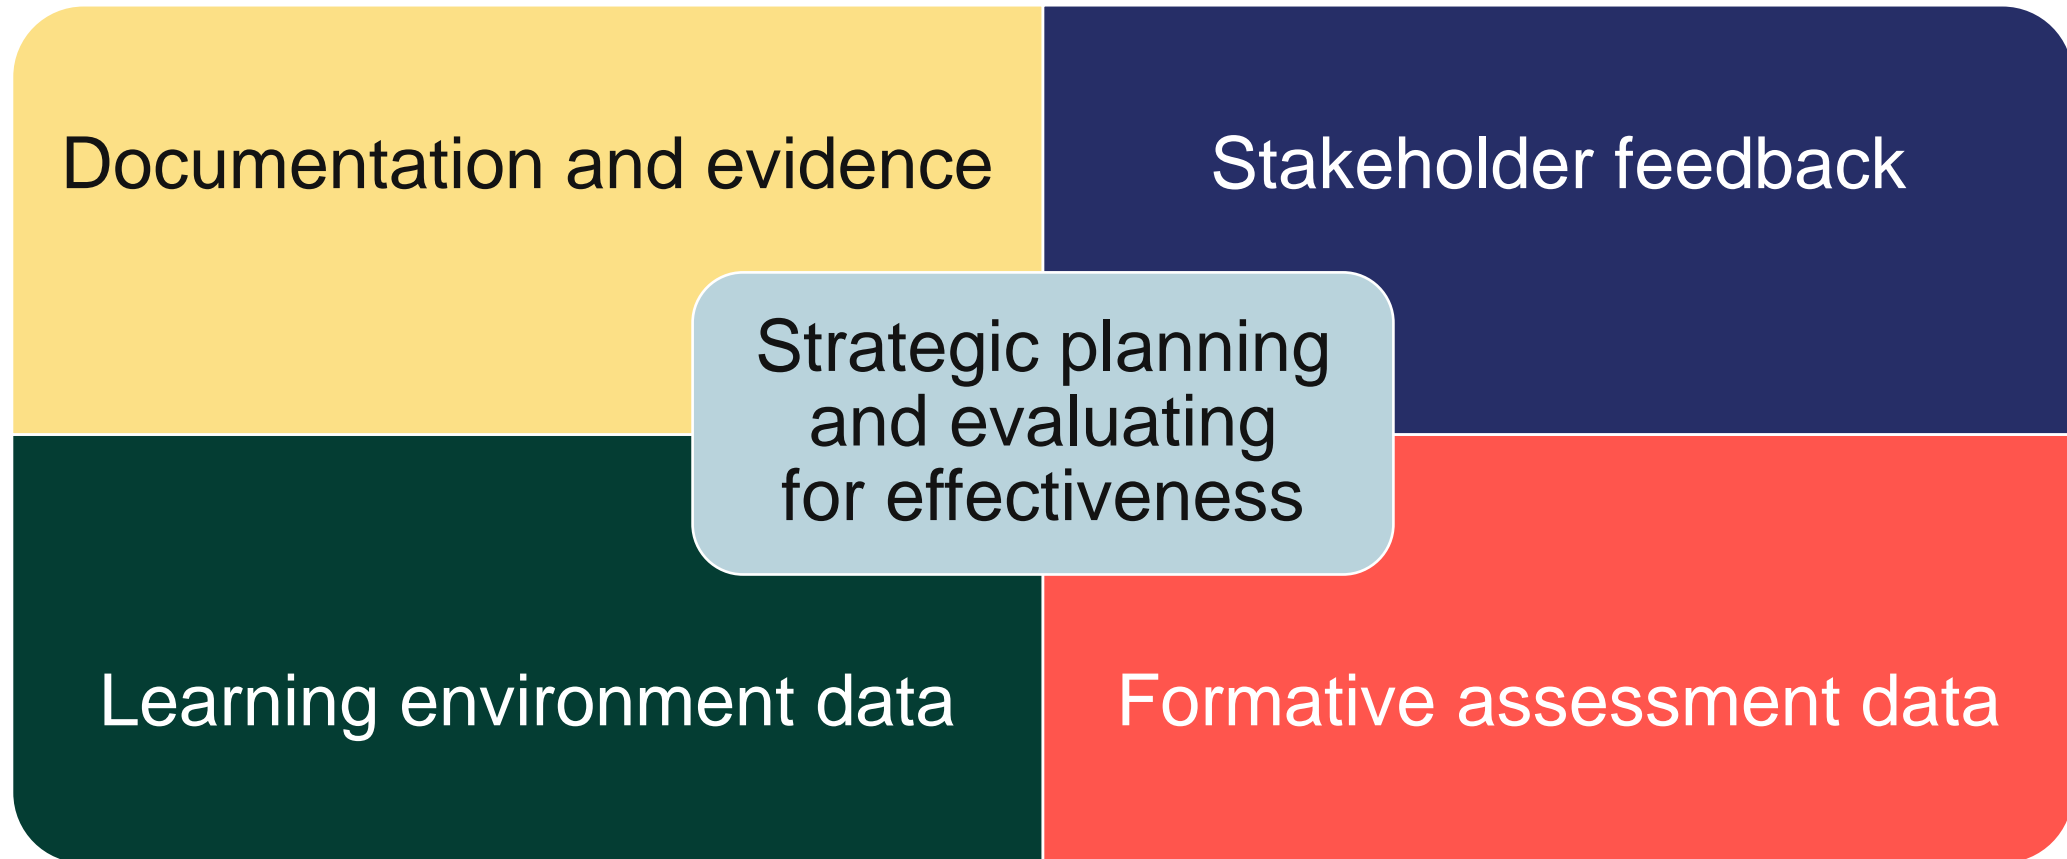 Documentation and evidence
Stakeholder feedback
Strategic planning
and evaluating
for effectiveness
Learning environment data
Formative assessment data